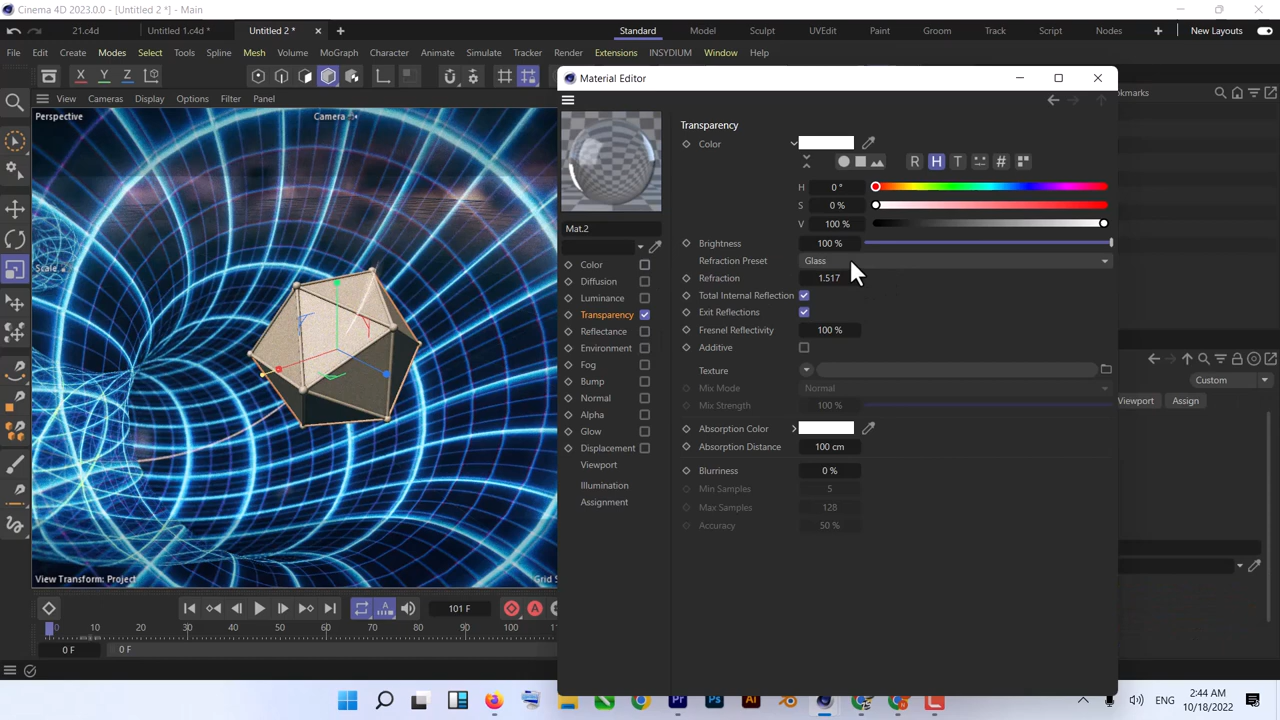 Cinema 4D 2023.0.0 - [Untitled 2 *] - Main
21.c4d
Untitled 1.c4d *
Untitled 2 *
Standard
Model
Sculpt
UVEdit
Paint
Groom
Track
Script
Nodes
New Layouts
File
Edit
Create
Modes
Select
Tools
Spline
Mesh
Volume
MoGraph
Character
Animate
Simulate
Tracker
Render
Extensions
INSYDIUM
Window
Help
X
Y
Z
Material Editor
View
Cameras
Display
Options
Filter
Panel
okmarks
Perspective
Camera
Transparency
Color
R
H
T
#
H
0 °
S
0 %
V
100 %
Mat.2
Brightness
100 %
Refraction Preset
Glass
Refraction
1.517
Total Internal Reflection
Exit Reflections
Fresnel Reflectivity
100 %
Additive
Texture
Mix Mode
Normal
Mix Strength
100 %
Absorption Color
Absorption Distance
100 cm
Blurriness
0 %
Min Samples
5
Max Samples
128
Accuracy
50 %
Color
Diffusion
Luminance
Transparency
Reflectance
Environment
Fog
Bump
Normal
Alpha
Glow
Displacement
Viewport
Illumination
Assignment
Scale
Custom
Viewport
Assign
View Transform: Project
Grid S
101 F
0
10
20
30
40
50
60
70
80
90
100
11
0 F
0 F
ENG
2:44 AM
10/18/2022